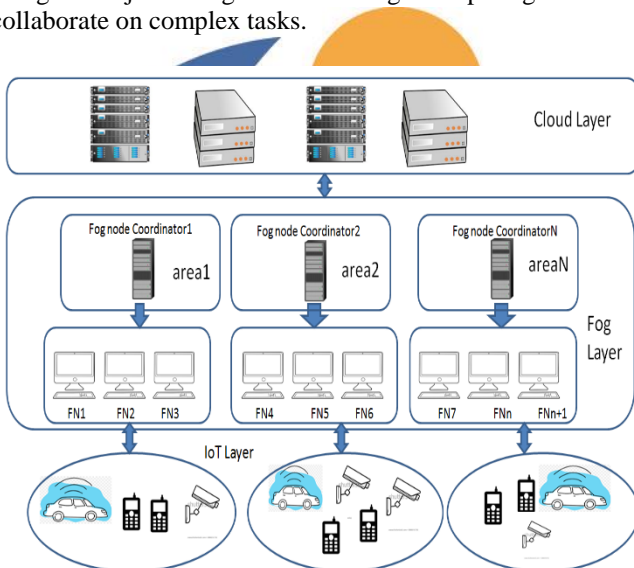 collaborate on complex tasks.
Cloud Layer
Fog node Coordinator1
area1
Fog node Coordinator2
area2
Fog node CoordinatorN
areaN
Fog
Layer
FN1 FN2 FN3
FN4 FN5 FN6
FN7 FNn FNn+1
IoT Layer